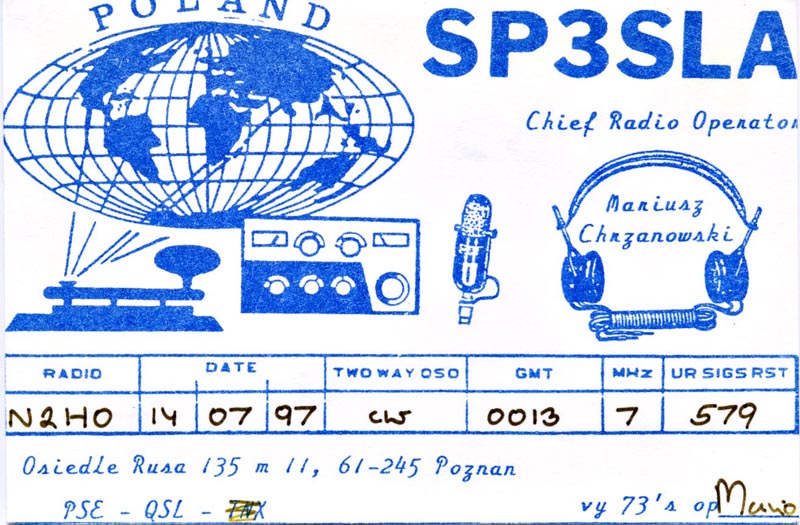 POLAND
SP3SLA
Chief Radio Operator
Mariusz
Chrzanowski
RADIO DATE TWO WAY QSO GMT MHz UR SIGS RST
N2HO 14 07 97 CW 0013 7 579
Osiedle Rusa 135 m 11, 61-245 Poznan
PSE - QSL - TNX
vy 73's op Mario